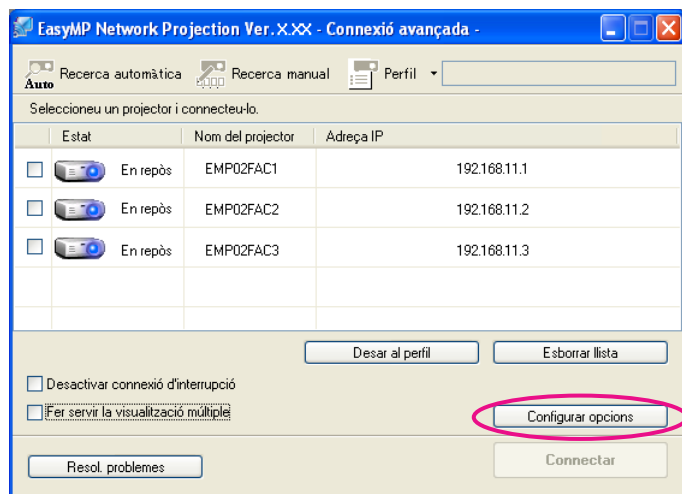 EasyMP Network Projection Ver.X.XX - Connexió avançada -
Auto Recerca automàtica Recerca manual Perfil
Seleccioneu un projector i connecteu-lo.
Estat Nom del projector Adreça IP
En repòs EMP02FAC1 192.168.11.1
En repòs EMP02FAC2 192.168.11.2
En repòs EMP02FAC3 192.168.11.3
Desar al perfil Esborrar llista
Desactivar connexió d'interrupció
Fer servir la visualització múltiple Configurar opcions
Resol. problemes Connectar